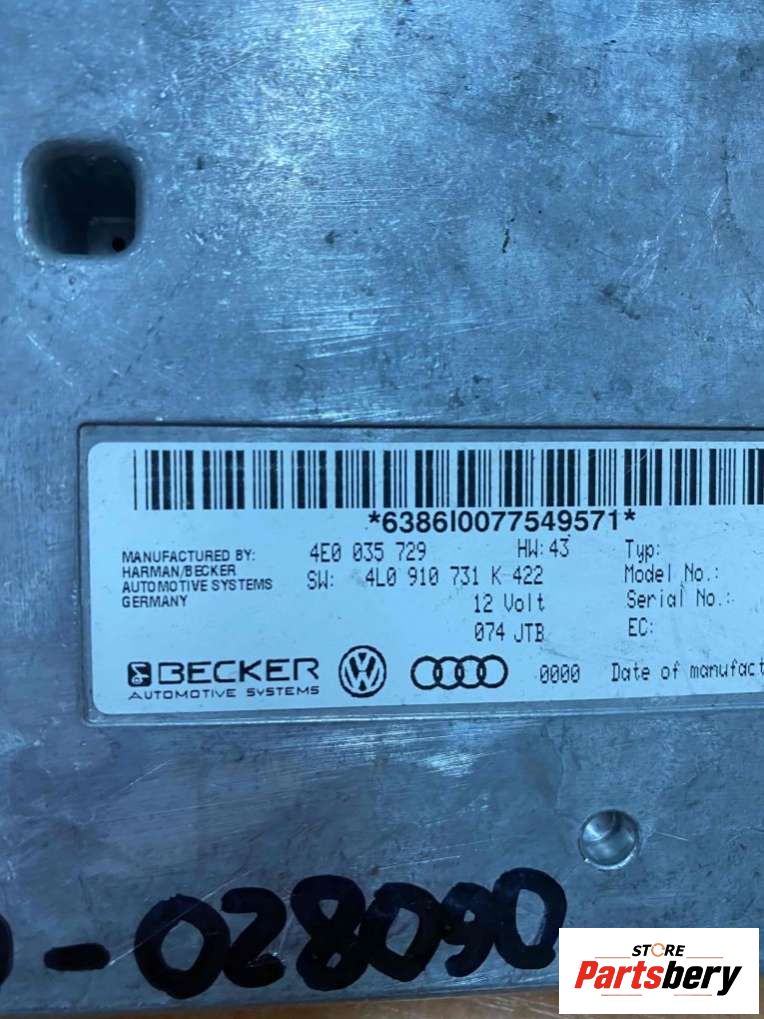 *6386I0077549571*
MANUFACTURED BY:
HARMAN/BECKER
AUTOMOTIVE SYSTEMS
GERMANY
4E0 035 729 HW:43 Typ:
SW: 4L0 910 731 K 422 Model No.:
12 Volt Serial No.:
074 JTB EC:
BECKER
AUTOMOTIVE SYSTEMS
VW
0000 Date of manufact
-028090
STORE
Partsbery